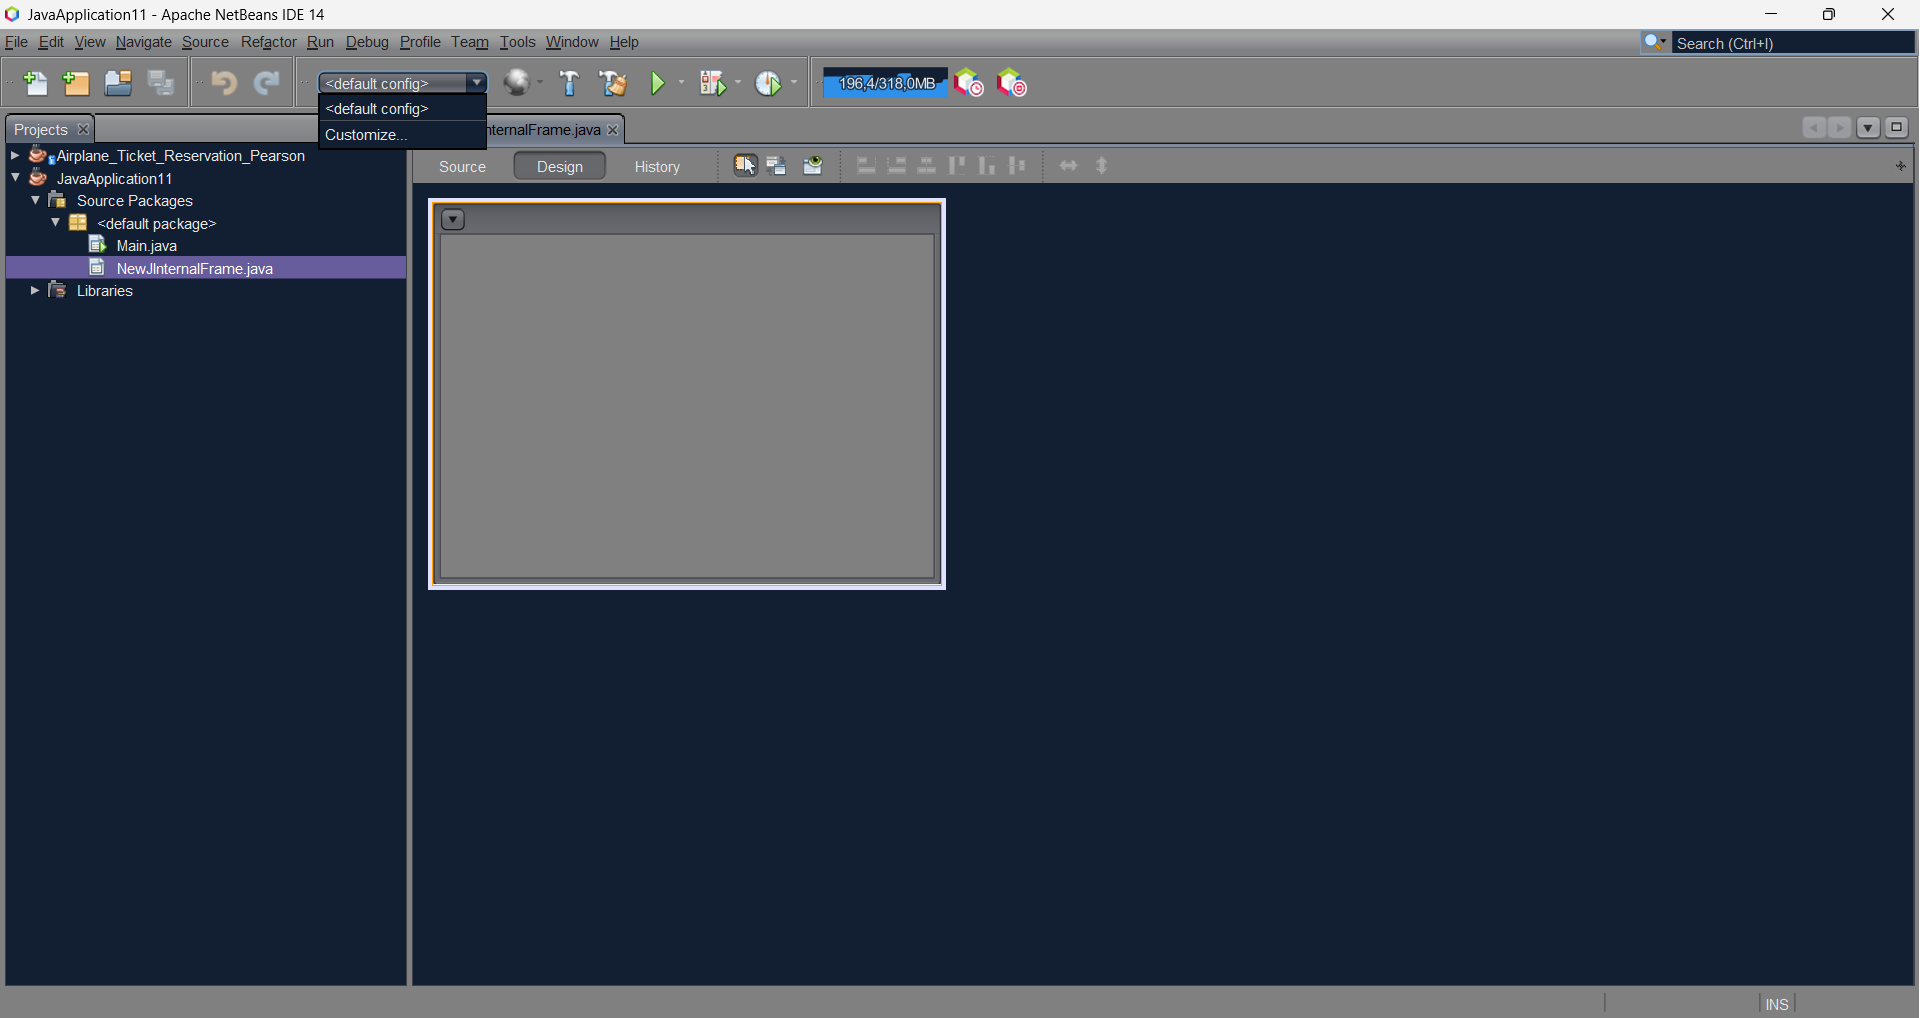 JavaApplication11 - Apache NetBeans IDE 14
File Edit View Navigate Source Refactor Run Debug Profile Team Tools Window Help
Search (Ctrl+I)
<default config>
196,4/318,0MB
<default config>
Customize...
Projects
nternalFrame.java
Source Design History
Airplane_Ticket_Reservation_Pearson
JavaApplication11
Source Packages
<default package>
Main.java
NewJInternalFrame.java
Libraries
INS